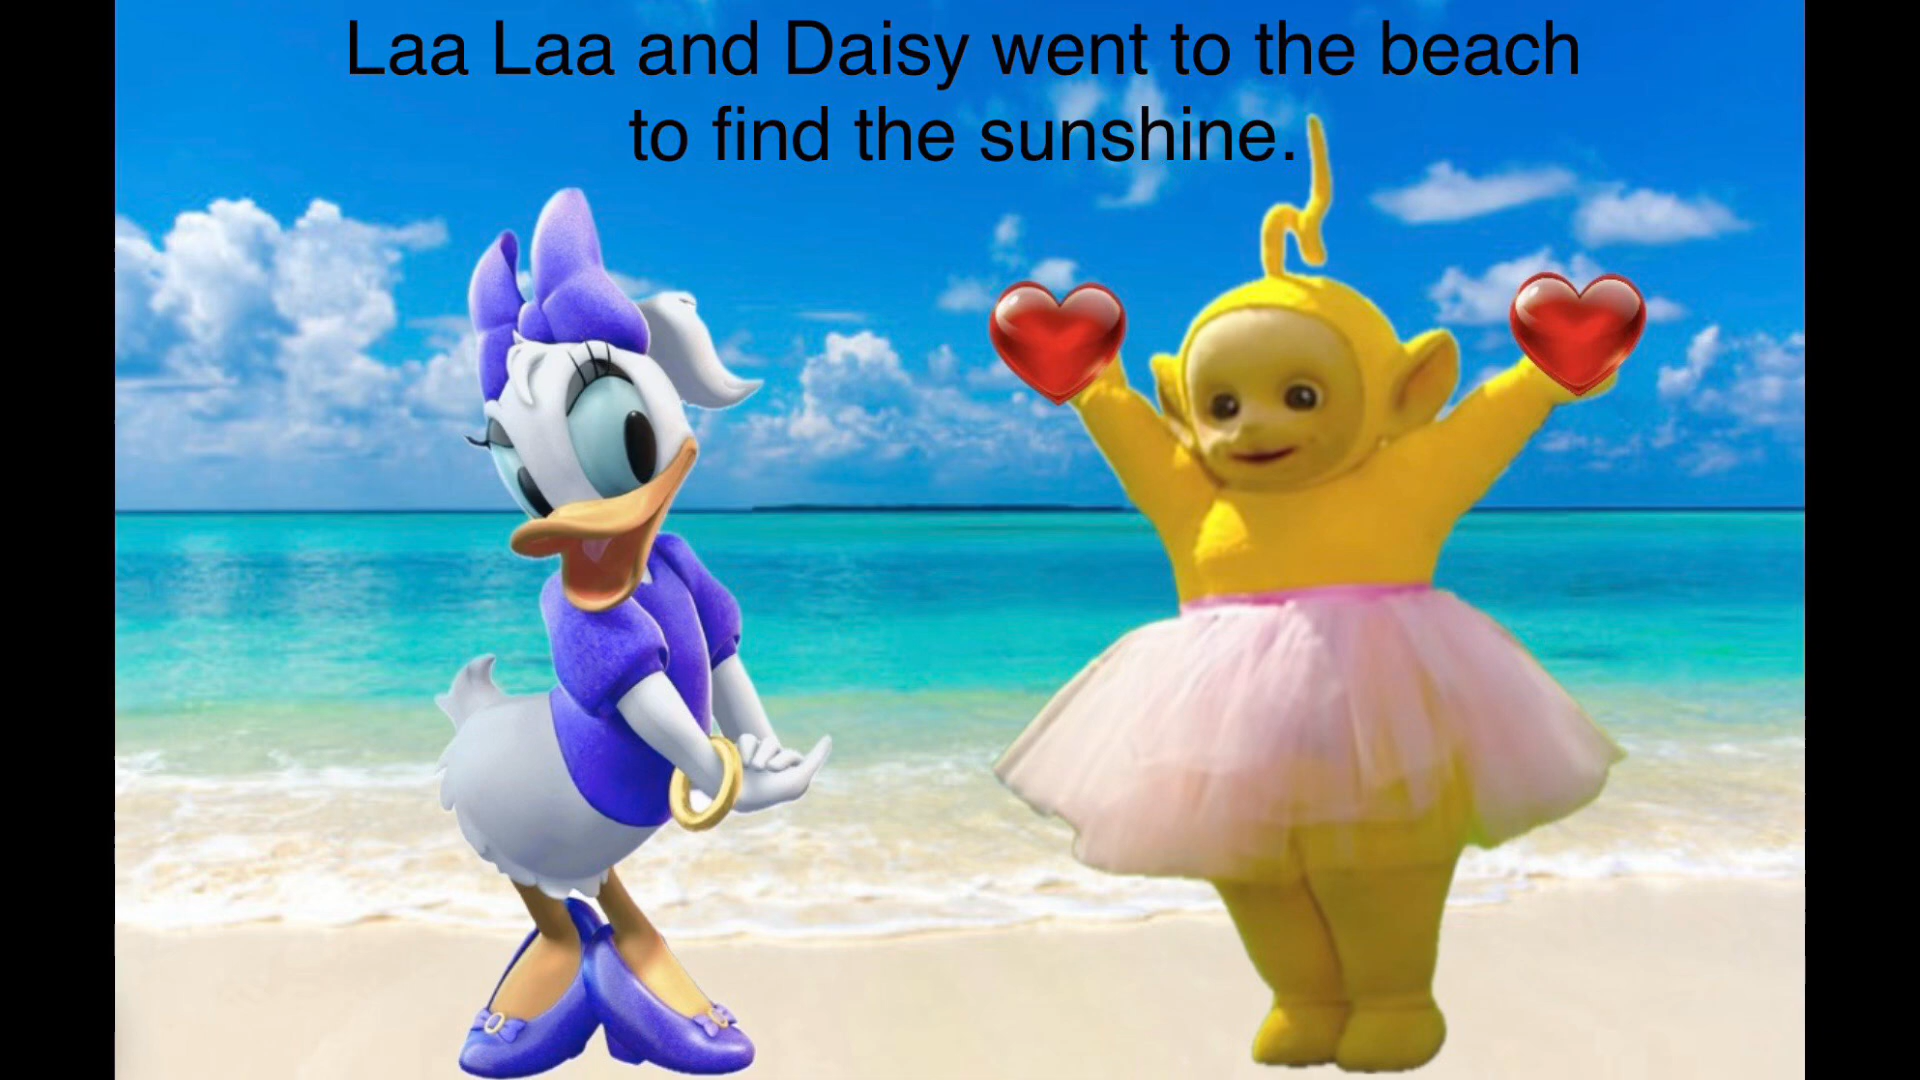 Laa Laa and Daisy went to the beach
to find the sunshine.